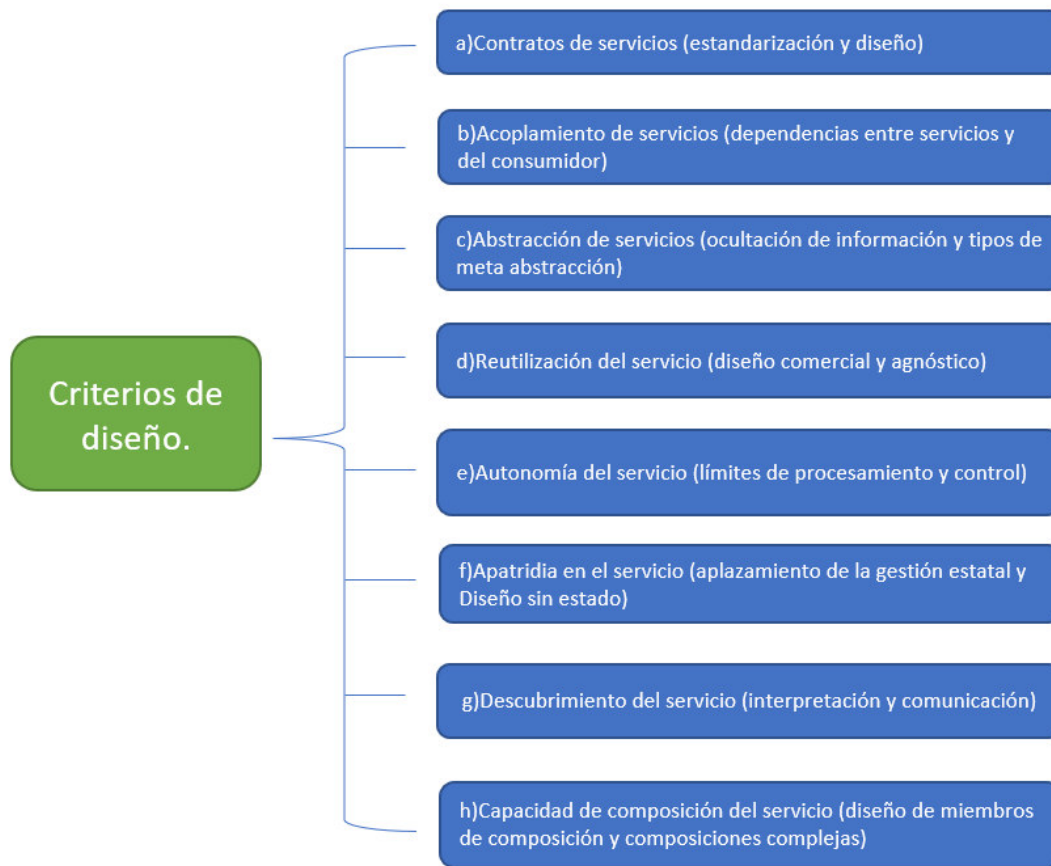 Criterios de
diseño.
a)Contratos de servicios (estandarización y diseño)
b)Acoplamiento de servicios (dependencias entre servicios y
del consumidor)
c)Abstracción de servicios (ocultación de información y tipos de
meta abstracción)
d)Reutilización del servicio (diseño comercial y agnóstico)
e)Autonomía del servicio (límites de procesamiento y control)
f)Apatridia en el servicio (aplazamiento de la gestión estatal y
Diseño sin estado)
g)Descubrimiento del servicio (interpretación y comunicación)
h)Capacidad de composición del servicio (diseño de miembros
de composición y composiciones complejas)